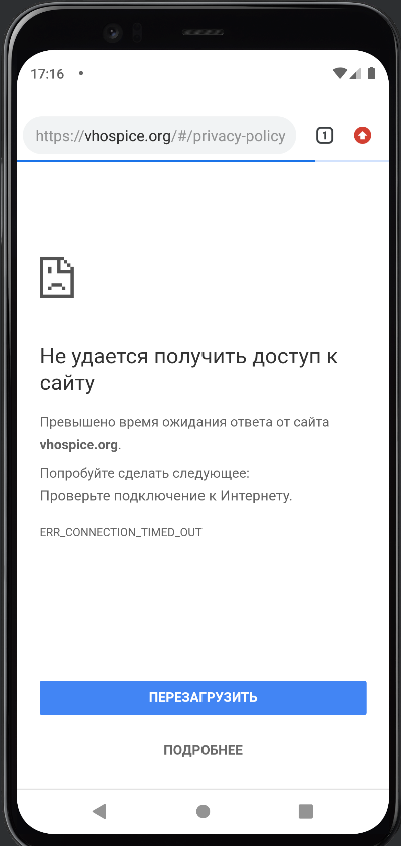 17:16
https://vhospice.org/#/privacy-policy
1
Не удается получить доступ к
сайту
Превышено время ожидания ответа от сайта
vhospice.org.
Попробуйте сделать следующее:
Проверьте подключение к Интернету.
ERR_CONNECTION_TIMED_OUT
ПЕРЕЗАГРУЗИТЬ
ПОДРОБНЕЕ